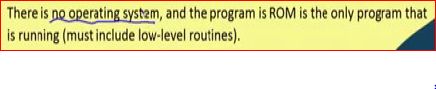 There is no operating system, and the program is ROM is the only program that
is running (must include low-level routines).